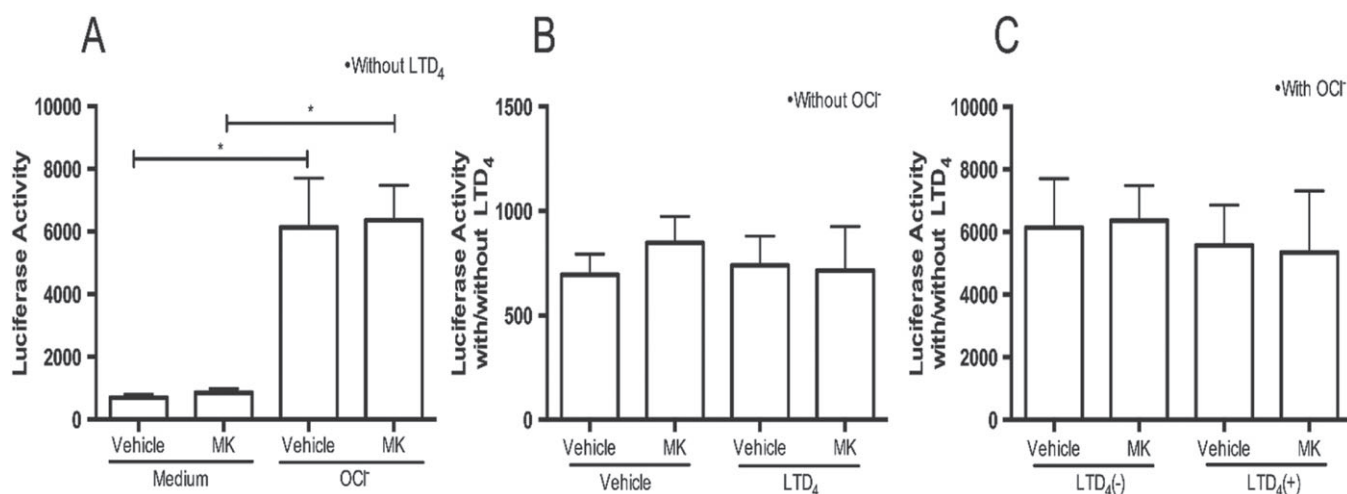 A
•Without LTD₄
Luciferase Activity
10000
8000
6000
4000
2000
0
*
*
Vehicle MK Vehicle MK
Medium OCl⁻
B
•Without OCl⁻
Luciferase Activity
with/without LTD₄
1500
1000
500
0
Vehicle MK Vehicle MK
Vehicle LTD₄
C
•With OCl⁻
Luciferase Activity
with/without LTD₄
10000
8000
6000
4000
2000
0
Vehicle MK Vehicle MK
LTD₄(-) LTD₄(+)